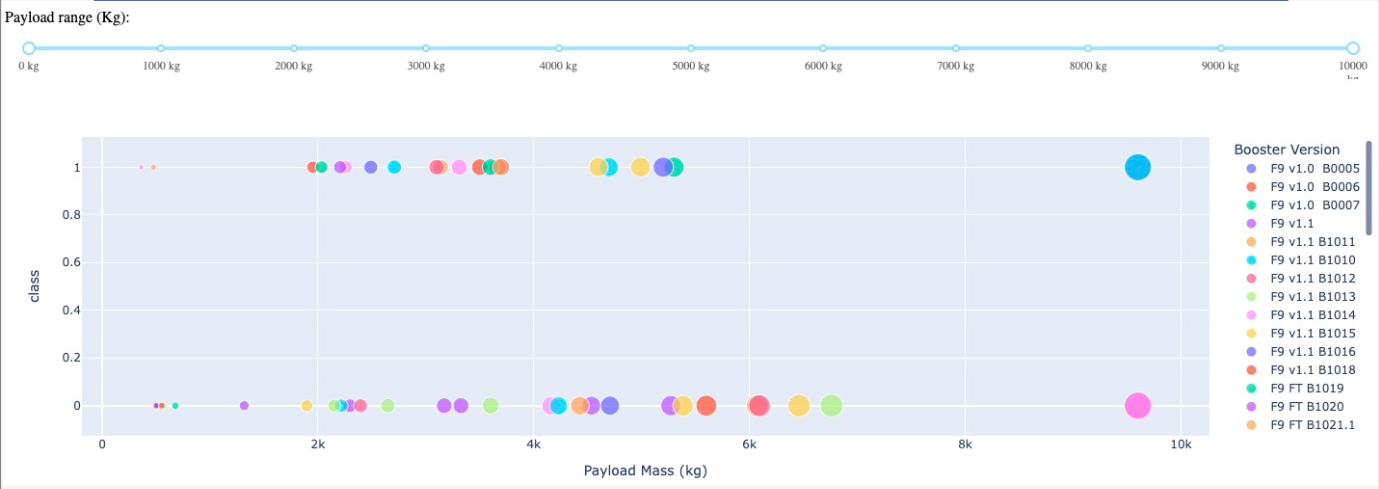 Payload range (Kg):
0 kg 1000 kg 2000 kg 3000 kg 4000 kg 5000 kg 6000 kg 7000 kg 8000 kg 9000 kg 10000
class
1
0.8
0.6
0.4
0.2
0
0 2k 4k 6k 8k 10k
Payload Mass (kg)
Booster Version
F9 v1.0 B0005
F9 v1.0 B0006
F9 v1.0 B0007
F9 v1.1
F9 v1.1 B1011
F9 v1.1 B1010
F9 v1.1 B1012
F9 v1.1 B1013
F9 v1.1 B1014
F9 v1.1 B1015
F9 v1.1 B1016
F9 v1.1 B1018
F9 FT B1019
F9 FT B1020
F9 FT B1021.1